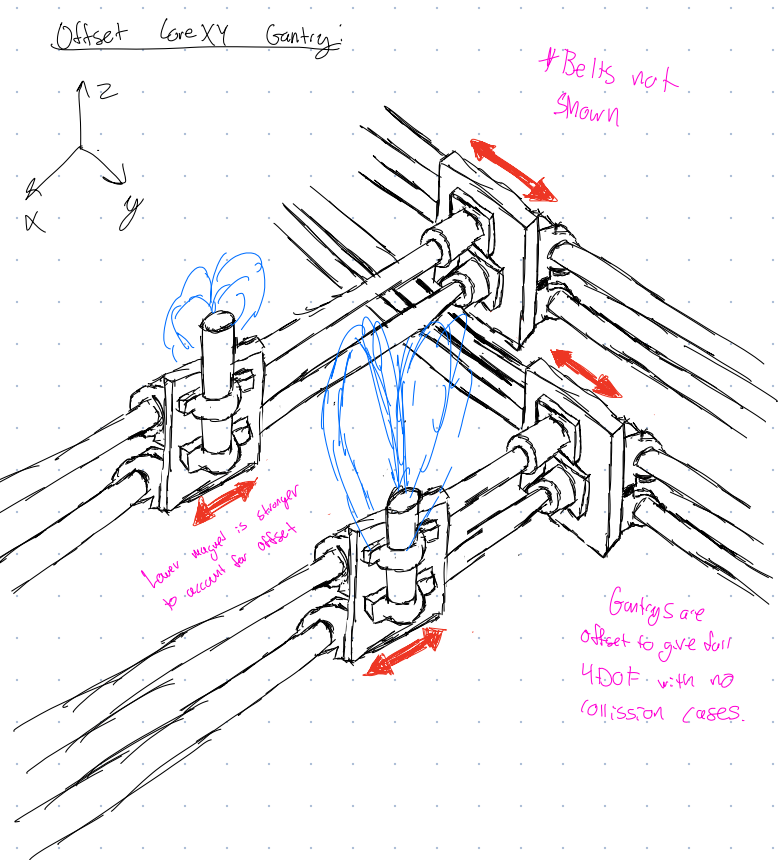 Offset CoreXY Gantry:
*Belts not
shown
Z
X
y
Lower magnet is stronger
to account for offset
Gantrys are
offset to give full
4DOF with no
collission cases.